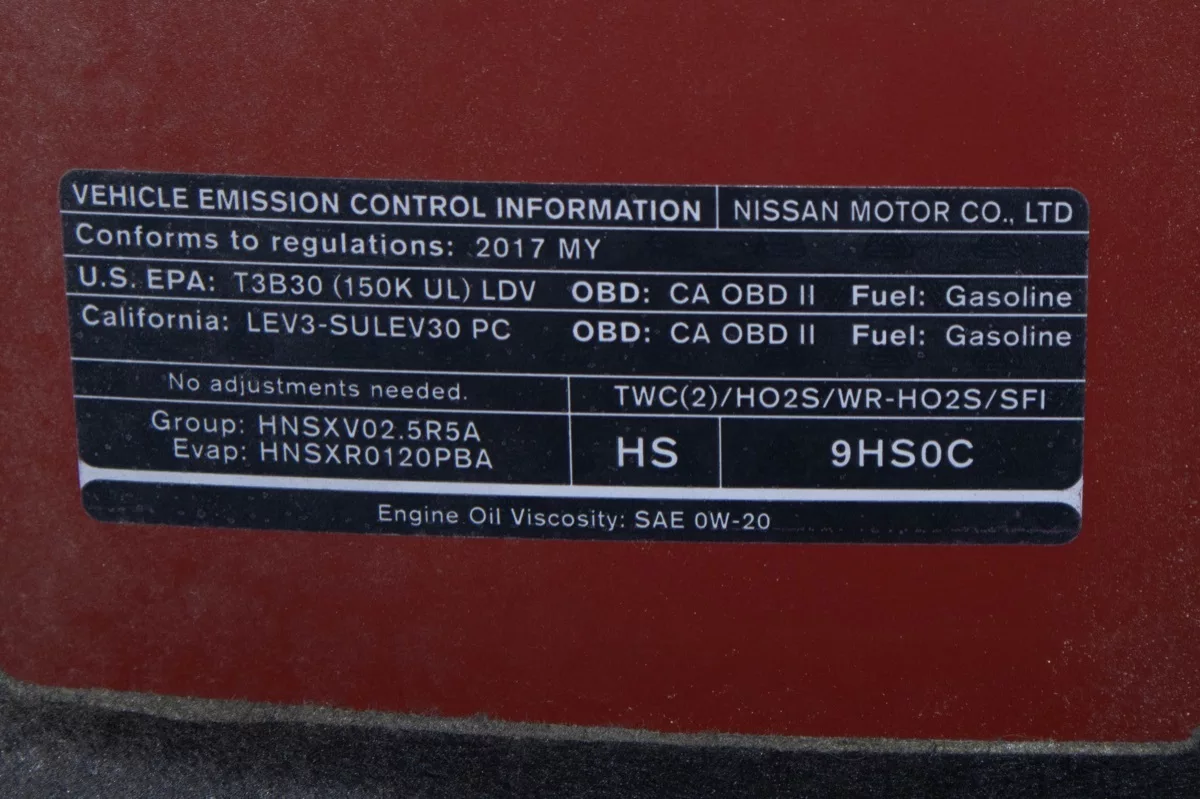 VEHICLE EMISSION CONTROL INFORMATION NISSAN MOTOR CO., LTD
Conforms to regulations: 2017 MY
U.S. EPA: T3B30 (150K UL) LDV OBD: CA OBD II Fuel: Gasoline
California: LEV3-SULEV30 PC OBD: CA OBD II Fuel: Gasoline
No adjustments needed. TWC(2)/HO2S/WR-HO2S/SFI
Group: HNSXV02.5R5A
Evap: HNSXR0120PBA
HS 9HS0C
Engine Oil Viscosity: SAE 0W-20